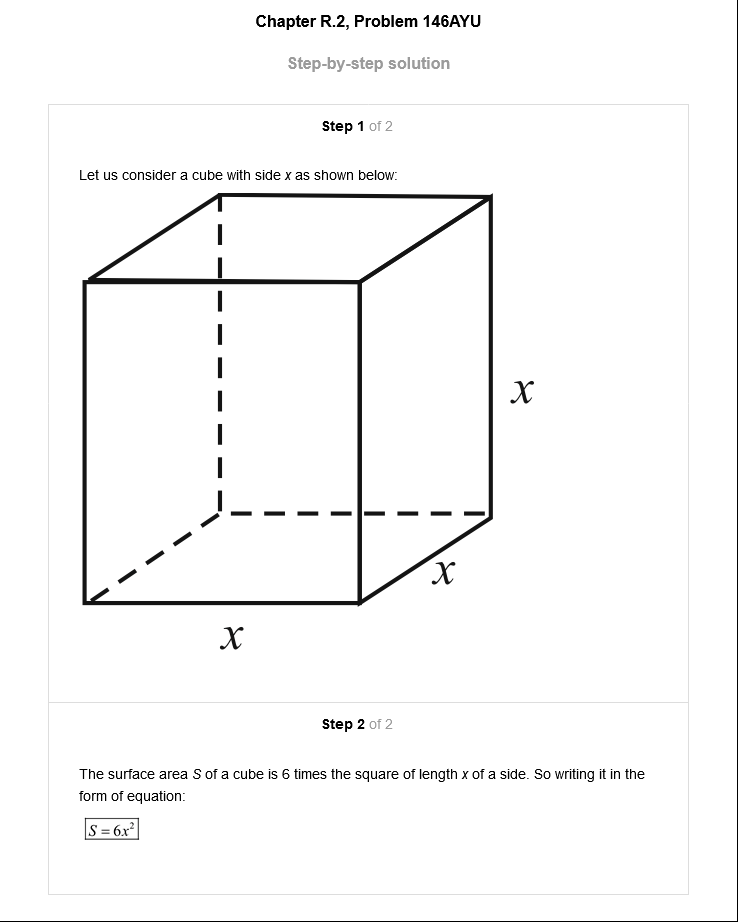 Chapter R.2, Problem 146AYU
Step-by-step solution
Step 1 of 2
Let us consider a cube with side x as shown below:
x
x
x
Step 2 of 2
The surface area S of a cube is 6 times the square of length x of a side. So writing it in the
form of equation:
S = 6x²